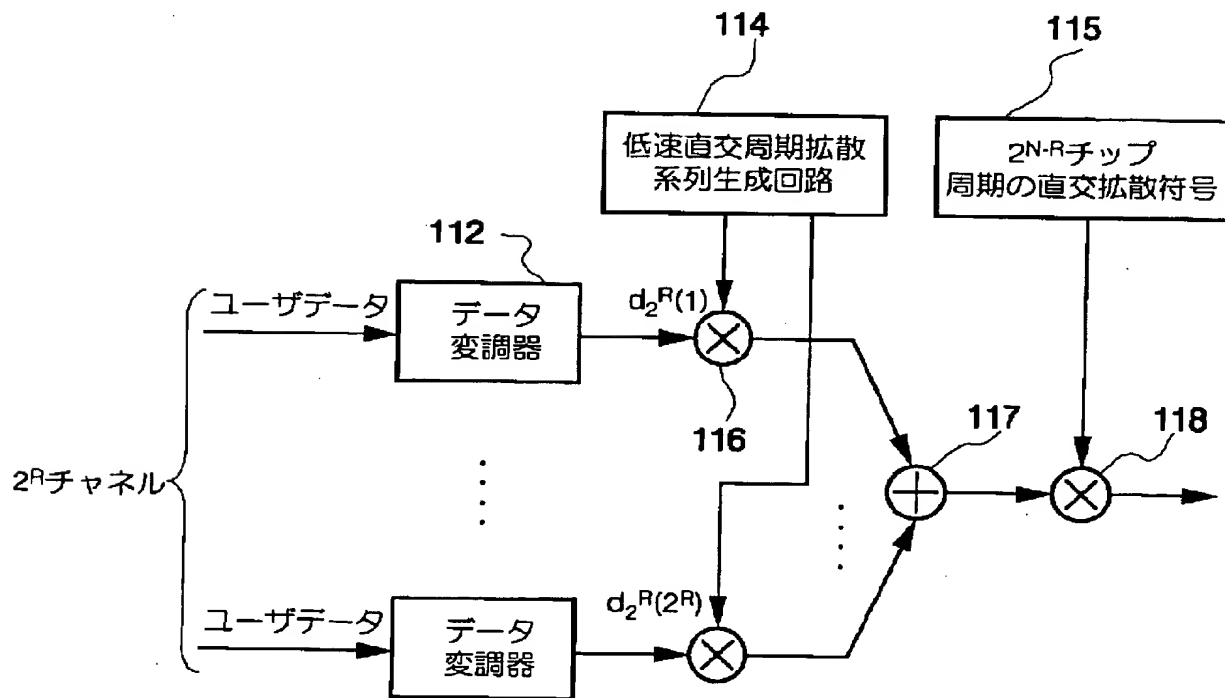 114
115
低速直交周期拡散
系列生成回路
2^{N-R}チップ
周期の直交拡散符号
112
ユーザデータ
データ
変調器
d₂ᴿ(1)
116
117
118
2ᴿチャネル
ユーザデータ
データ
変調器
d₂ᴿ(2ᴿ)